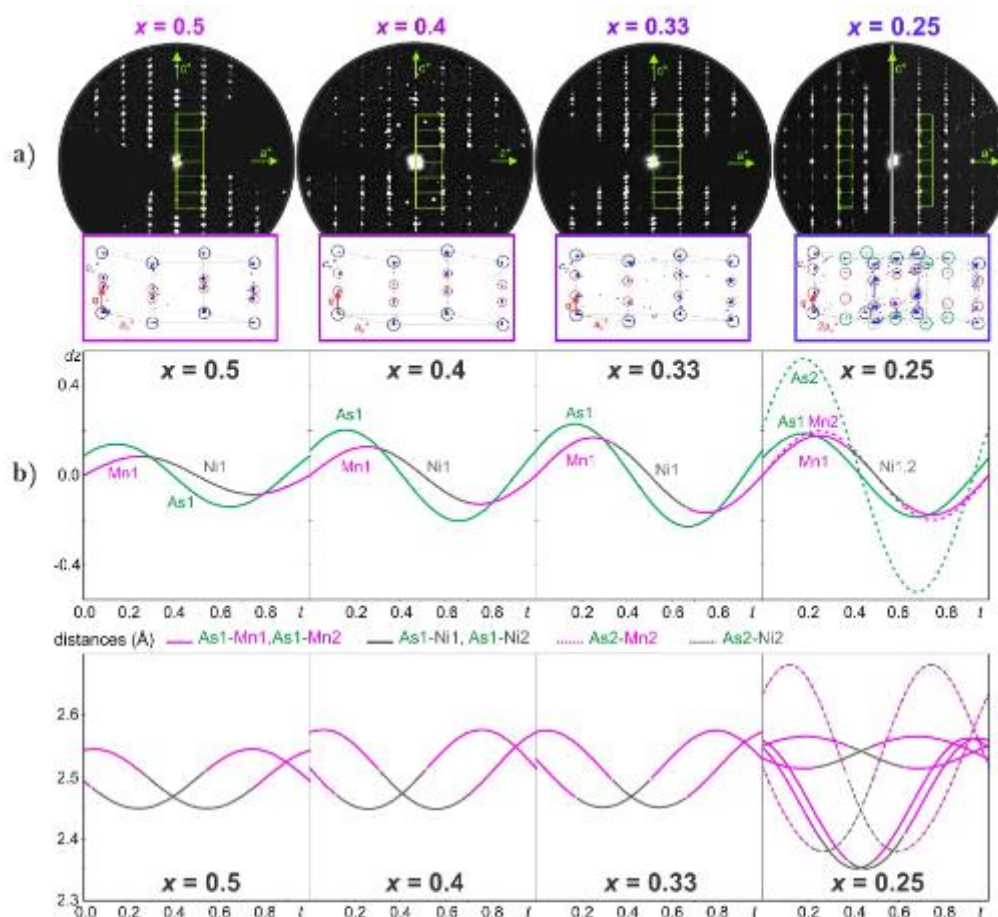 x = 0.5 x = 0.4 x = 0.33 x = 0.25
a)
c* c* c* c*
a* a* a* a*
dz
x = 0.5 x = 0.4 x = 0.33 x = 0.25
0.4
As1 As1 As2
As1 Mn2
b)
0.0
Mn1 Ni1 Mn1 Ni1 Mn1 Ni1 Mn1 Ni1,2
As1
-0.4
0.0 0.2 0.4 0.6 0.8 t 0.2 0.4 0.6 0.8 t 0.2 0.4 0.6 0.8 t 0.2 0.4 0.6 0.8 t
distances (Å) As1-Mn1,As1-Mn2 As1-Ni1, As1-Ni2 As2-Mn2 As2-Ni2
2.6
2.5
2.4
x = 0.5 x = 0.4 x = 0.33 x = 0.25
2.3
0.2 0.4 0.6 0.8 t 0.2 0.4 0.6 0.8 t 0.2 0.4 0.6 0.8 t 0.2 0.4 0.6 0.8 t